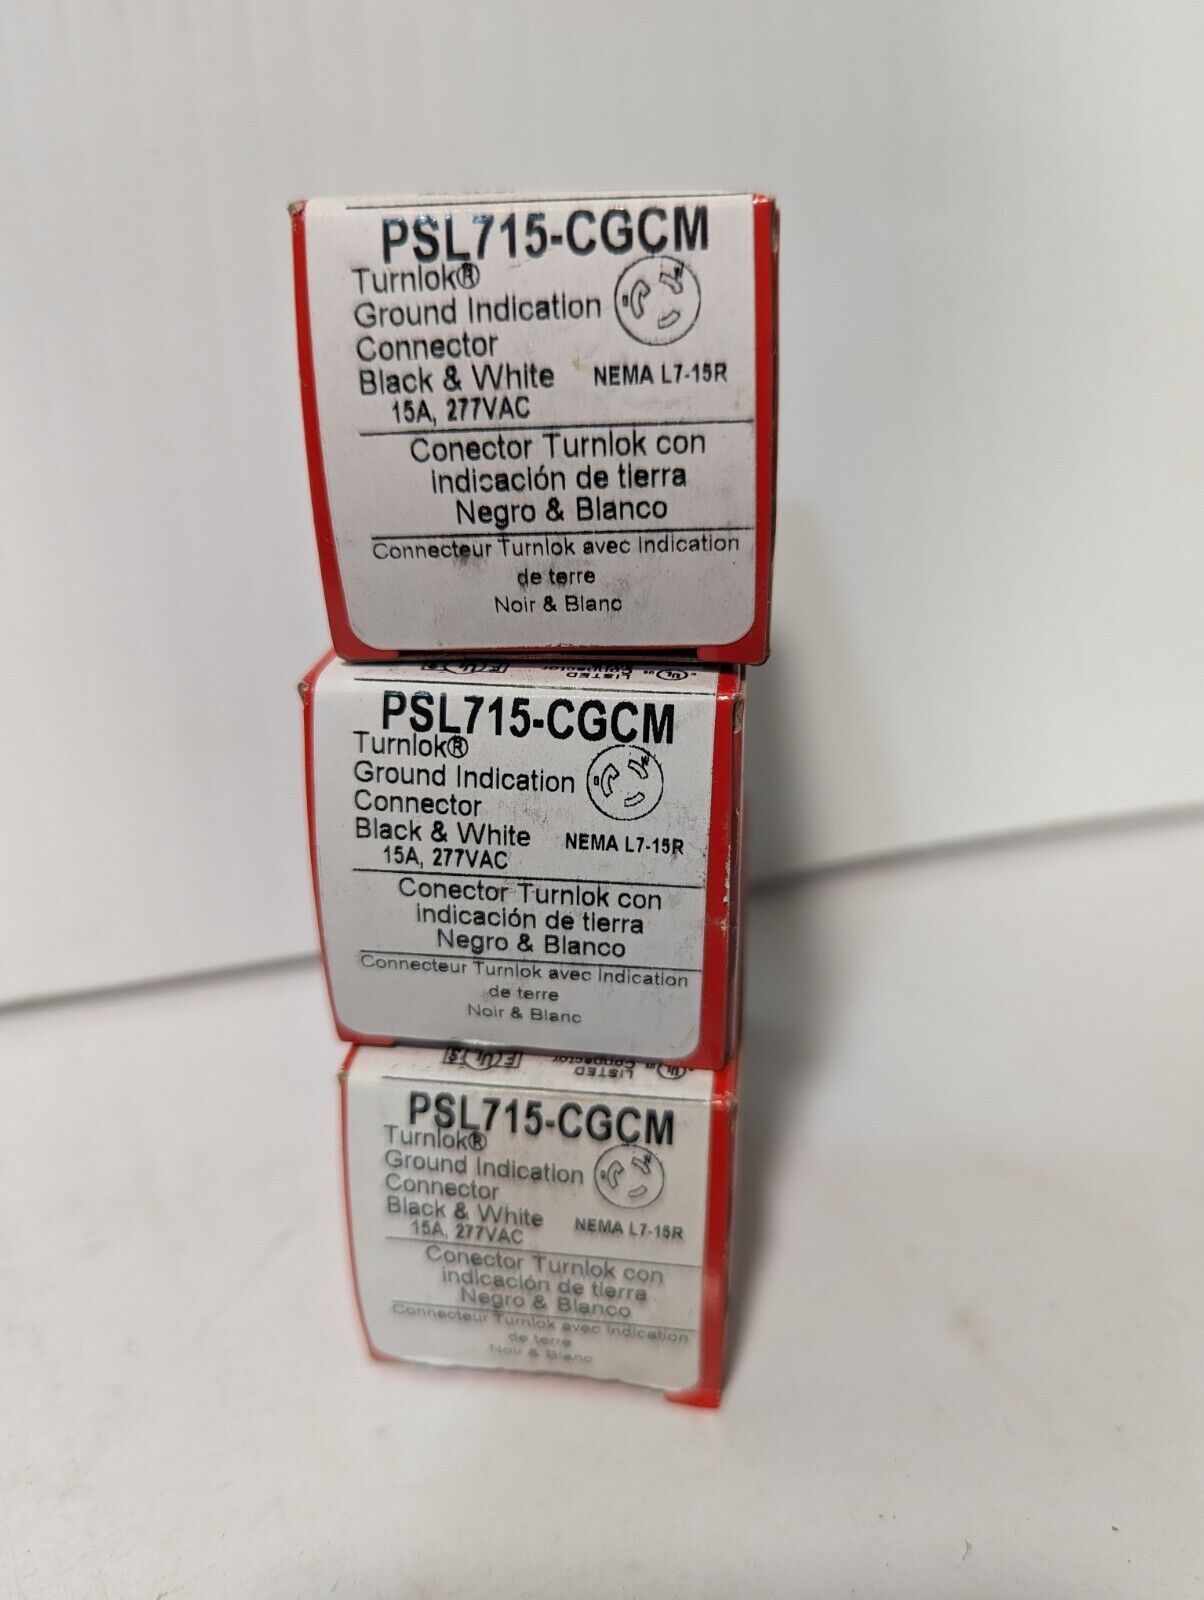 PSL715-CGCM
Turnlok®
Ground Indication
Connector
Black & White
NEMA L7-15R
15A, 277VAC
Conector Turnlok con
indicación de tierra
Negro & Blanco
Connecteur Turnlok avec Indication
de terre
Noir & Blanc
LISTED
Connector
PSL715-CGCM
Turnlok®
Ground Indication
Connector
Black & White
NEMA L7-15R
15A, 277VAC
Conector Turnlok con
indicación de tierra
Negro & Blanco
Connecteur Turnlok avec Indication
de terre
Noir & Blanc
LISTED
Connector
PSL715-CGCM
Turnlok®
Ground Indication
Connector
Black & White
NEMA L7-15R
15A, 277VAC
Conector Turnlok con
indicación de tierra
Negro & Blanco
Connecteur Turnlok avec Indication
de terre
Noir & Blanc